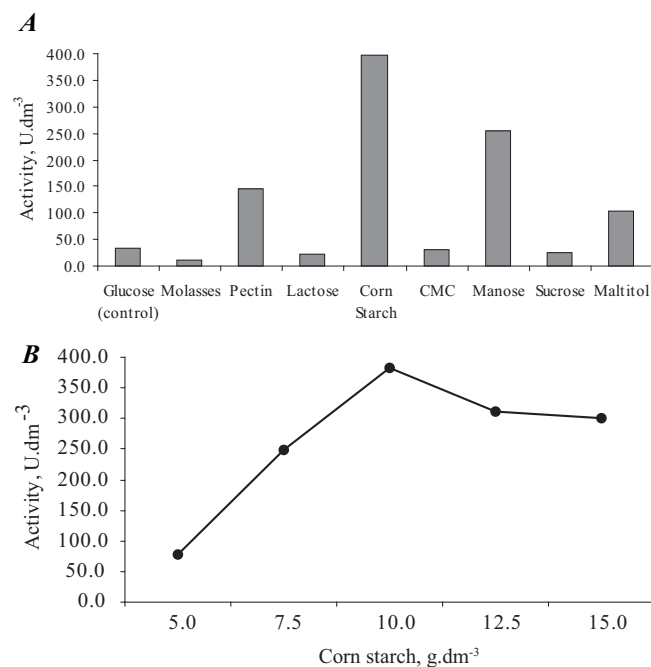 A
Activity, U.dm-3
400.0
350.0
300.0
250.0
200.0
150.0
100.0
50.0
0.0
Glucose Molasses Pectin Lactose Corn CMC Manose Sucrose Maltitol
(control) Starch
B
Activity, U.dm-3
400.0
350.0
300.0
250.0
200.0
150.0
100.0
50.0
0.0
5.0 7.5 10.0 12.5 15.0
Corn starch, g.dm-3